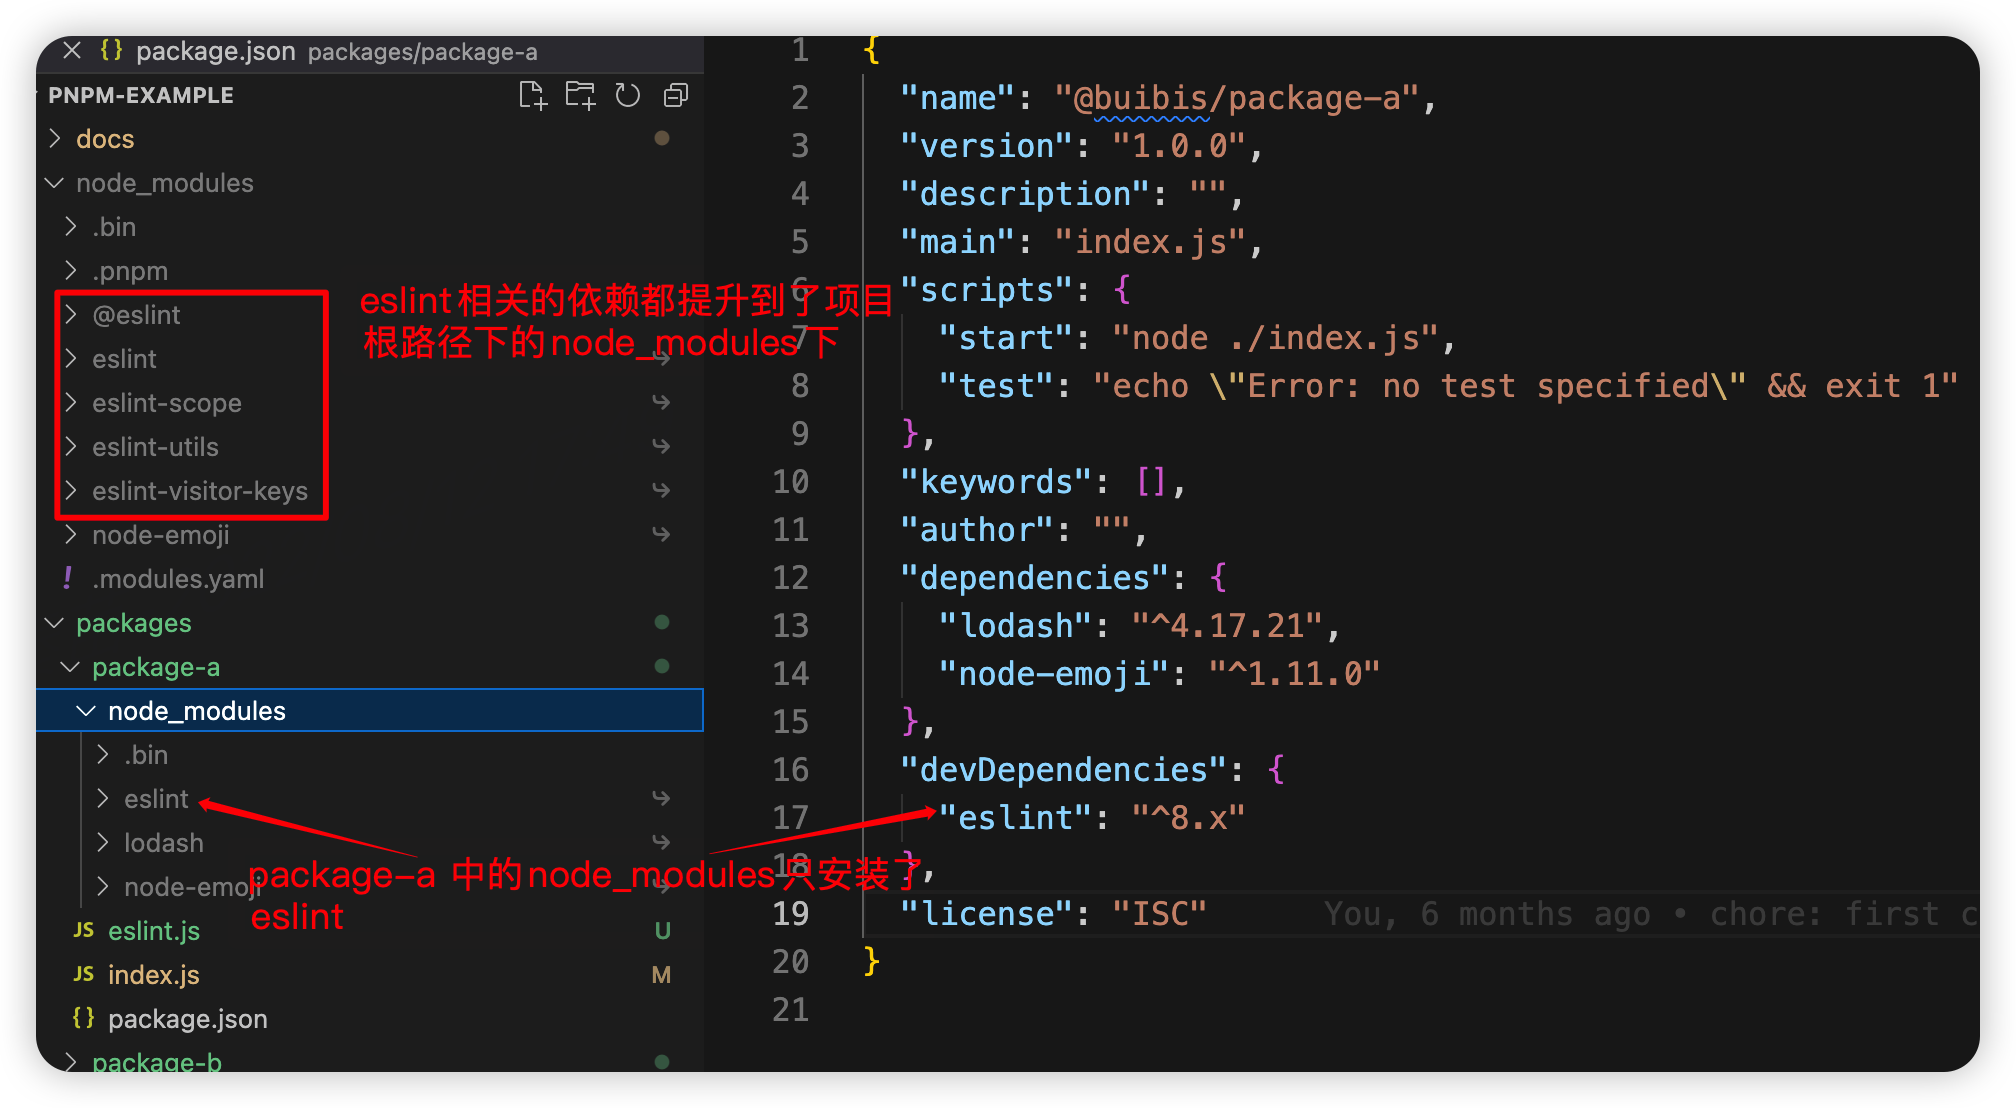 package.json packages/package-a
PNPM-EXAMPLE
docs
node_modules
.bin
.pnpm
@eslint
eslint
eslint-scope
eslint-utils
eslint-visitor-keys
node-emoji
! .modules.yaml
packages
package-a
node_modules
.bin
eslint
lodash
node-emoji
JS eslint.js U
JS index.js M
{} package.json
package-b
eslint相关的依赖都提升到了项目
根路径下的node_modules下
package-a 中的node_modules只安装了
eslint
1 {
2 "name": "@buibis/package-a",
3 "version": "1.0.0",
4 "description": "",
5 "main": "index.js",
6 "scripts": {
7 "start": "node ./index.js",
8 "test": "echo \"Error: no test specified\" && exit 1"
9 },
10 "keywords": [],
11 "author": "",
12 "dependencies": {
13 "lodash": "^4.17.21",
14 "node-emoji": "^1.11.0"
15 },
16 "devDependencies": {
17 "eslint": "^8.x"
18 },
19 "license": "ISC" You, 6 months ago • chore: first c
20 }
21